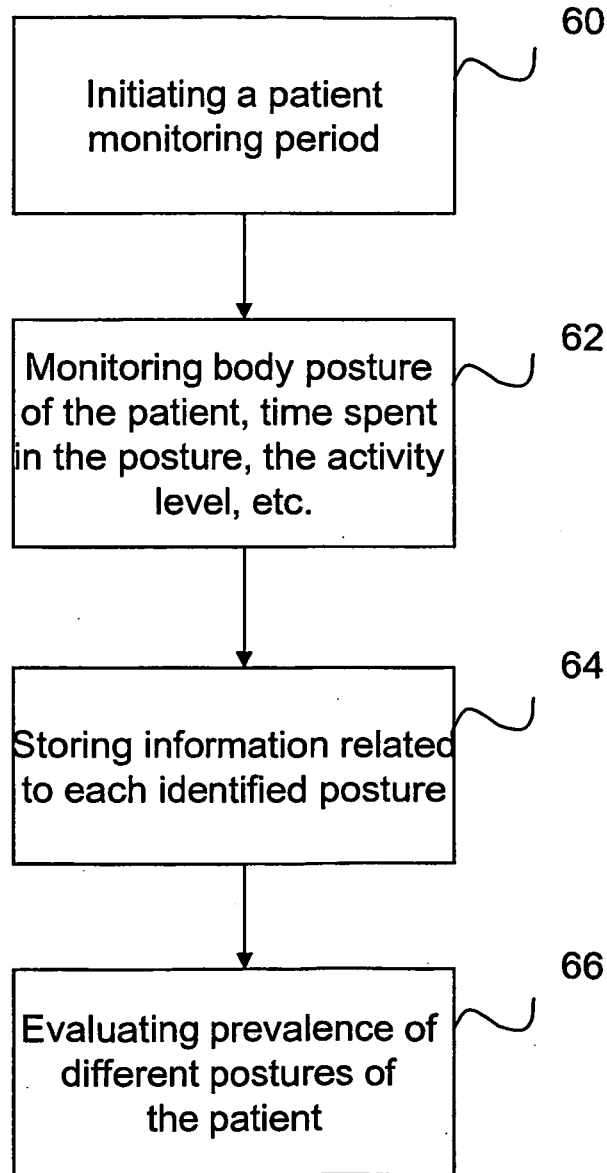 60
Initiating a patient
monitoring period
62
Monitoring body posture
of the patient, time spent
in the posture, the activity
level, etc.
64
Storing information related
to each identified posture
66
Evaluating prevalence of
different postures of
the patient